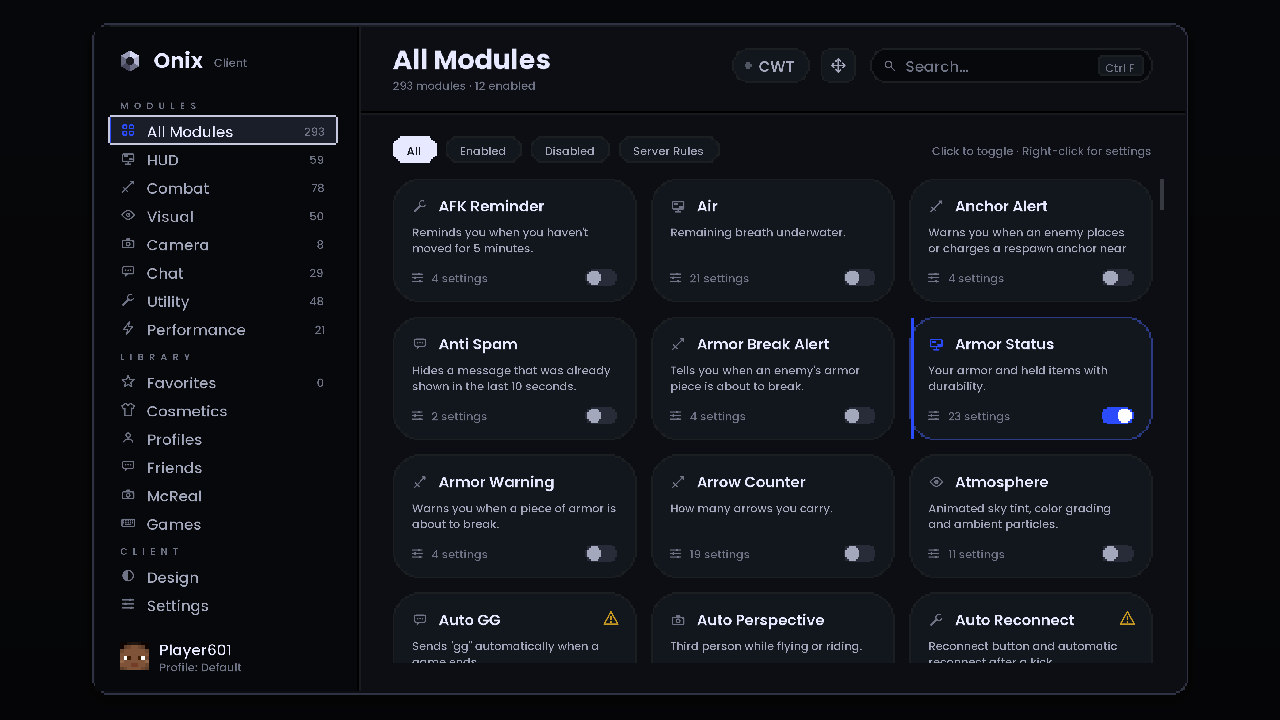 Onix Client
MODULES
All Modules 293
HUD 59
Combat 78
Visual 50
Camera 8
Chat 29
Utility 48
Performance 21
LIBRARY
Favorites 0
Cosmetics
Profiles
Friends
McReal
Games
CLIENT
Design
Settings
Player601
Profile: Default
All Modules
293 modules · 12 enabled
CWT
Search...
Ctrl F
All
Enabled
Disabled
Server Rules
Click to toggle · Right-click for settings
AFK Reminder
Reminds you when you haven't
moved for 5 minutes.
4 settings
Air
Remaining breath underwater.
21 settings
Anchor Alert
Warns you when an enemy places
or charges a respawn anchor near
4 settings
Anti Spam
Hides a message that was already
shown in the last 10 seconds.
2 settings
Armor Break Alert
Tells you when an enemy's armor
piece is about to break.
4 settings
Armor Status
Your armor and held items with
durability.
23 settings
Armor Warning
Warns you when a piece of armor is
about to break.
4 settings
Arrow Counter
How many arrows you carry.
19 settings
Atmosphere
Animated sky tint, color grading
and ambient particles.
11 settings
Auto GG
Sends 'gg' automatically when a
game ends.
Auto Perspective
Third person while flying or riding.
Auto Reconnect
Reconnect button and automatic
reconnect after a kick.